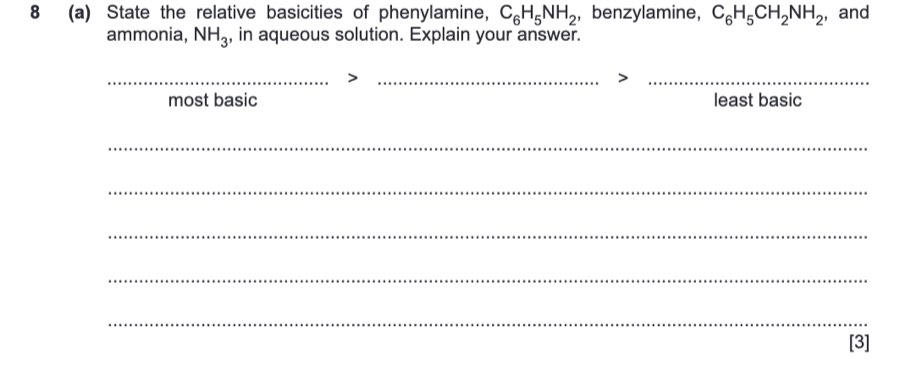 8 (a) State the relative basicities of phenylamine, C₆H₅NH₂, benzylamine, C₆H₅CH₂NH₂, and
ammonia, NH₃, in aqueous solution. Explain your answer.
.......................................... > .......................................... > ..........................................
most basic least basic
..........................................................................................................................................
..........................................................................................................................................
..........................................................................................................................................
..........................................................................................................................................
..........................................................................................................................................
[3]